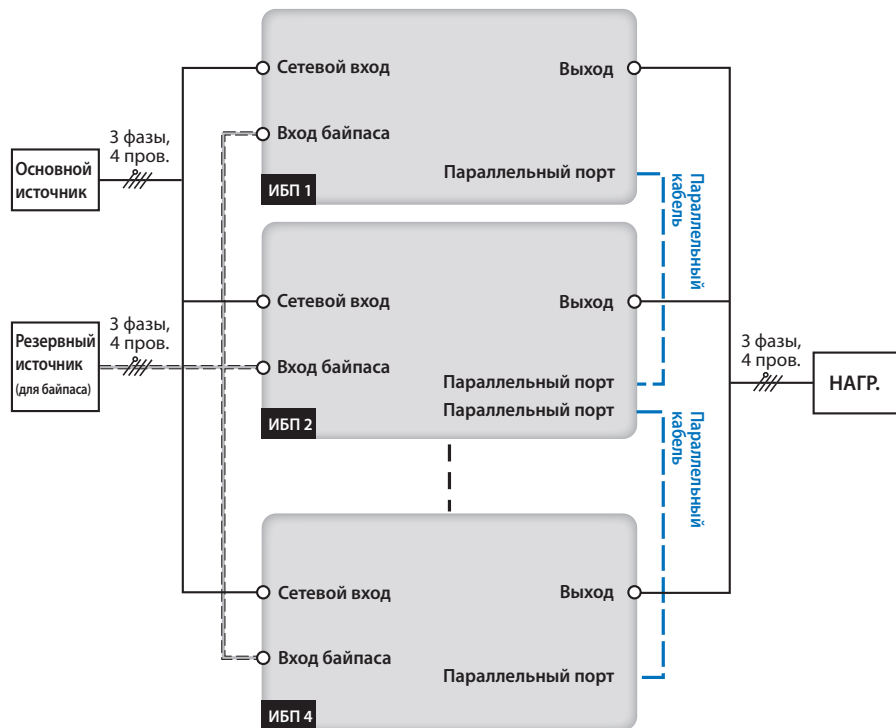 Сетевой вход
Выход
Вход байпаса
Параллельный порт
ИБП 1
3 фазы,
4 пров.
Основной
источник
Параллельный
кабель
Сетевой вход
Выход
3 фазы,
4 пров.
Резервный
источник
(для байпаса)
Вход байпаса
Параллельный порт
Параллельный порт
ИБП 2
3 фазы,
4 пров.
НАГР.
Параллельный
кабель
Сетевой вход
Выход
Вход байпаса
Параллельный порт
ИБП 4